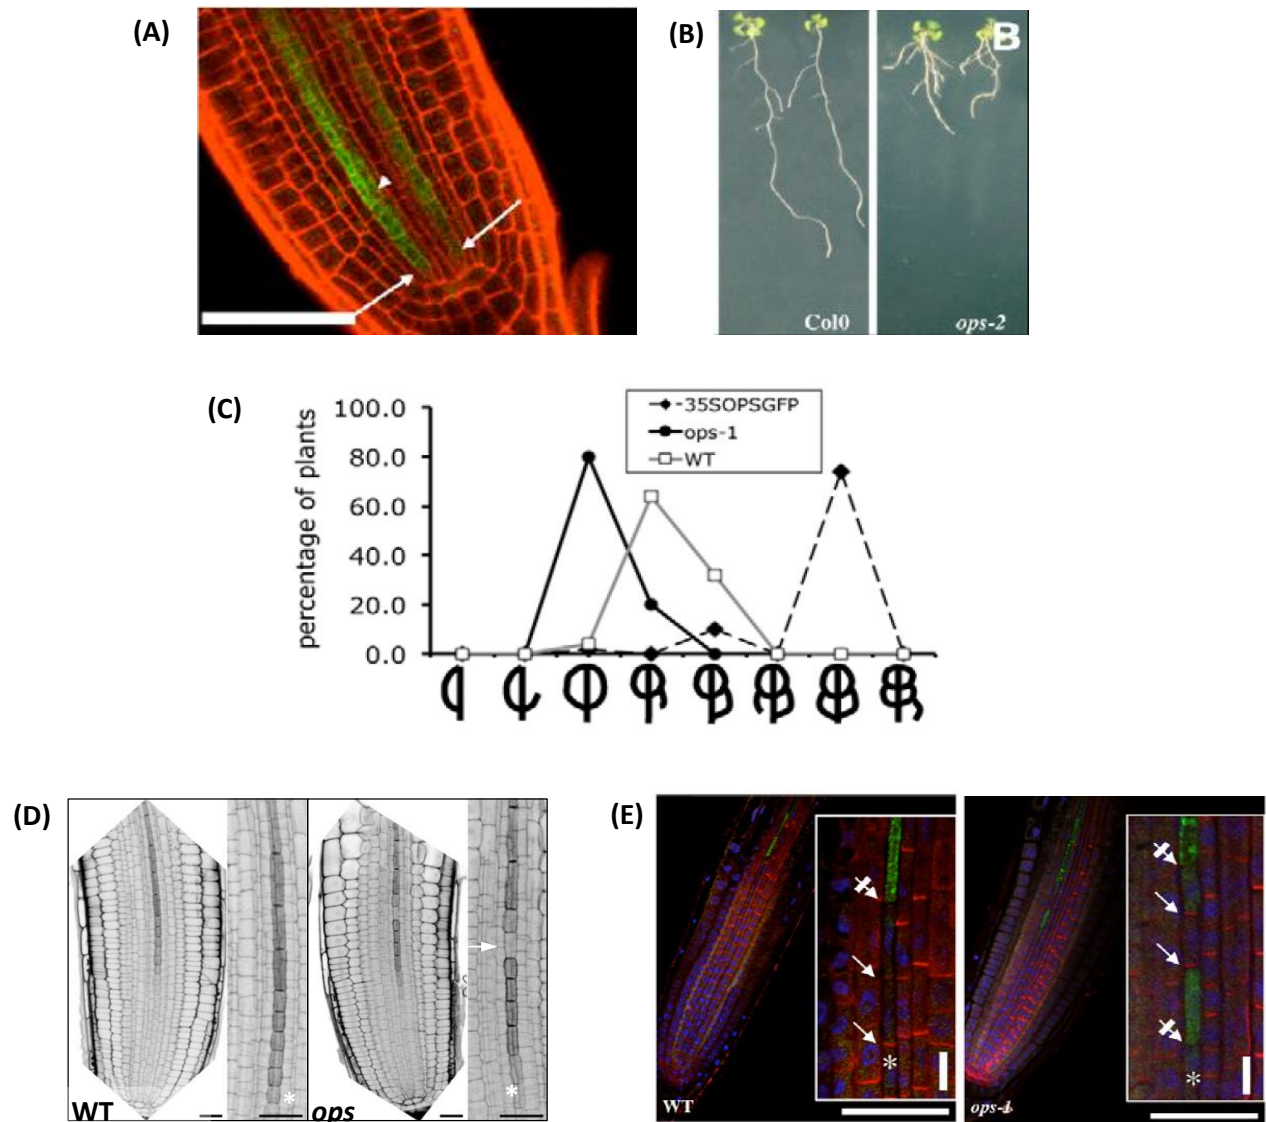 (A)
(B)
B
Col0
ops-2
(C)
percentage of plants
100.0
80.0
60.0
40.0
20.0
0.0
-35SOPSGFP
ops-1
WT
(D)
WT
*
ops
*
(E)
WT
*
ops-1
*